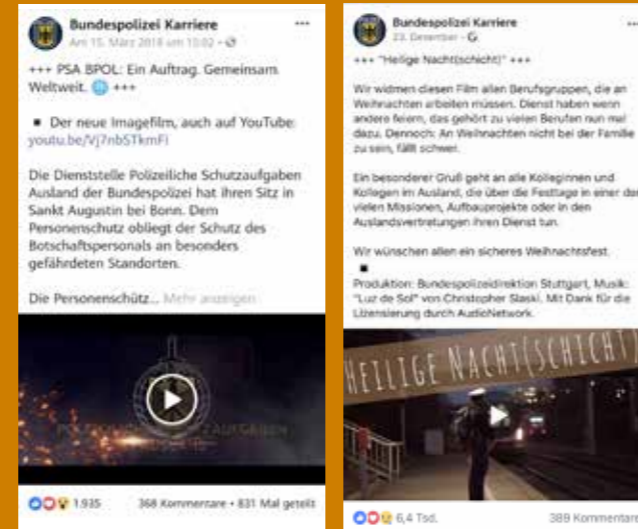 Bundespolizei Karriere
Am 15. März 2018 um 15:02
+++ PSA BPOL: Ein Auftrag. Gemeinsam.
Weltweit. 🌐 +++
▪ Der neue Imagefilm, auch auf YouTube:
youtu.be/Vj7nbSTkmFI
Die Dienststelle Polizeiliche Schutzaufgaben
Ausland der Bundespolizei hat ihren Sitz in
Sankt Augustin bei Bonn. Dem
Personenschutz obliegt der Schutz des
Botschaftspersonals an besonders
gefährdeten Standorten.
Die Personenschütz... Mehr anzeigen
1.935
368 Kommentare • 831 Mal geteilt
Bundespolizei Karriere
23. Dezember
+++ "Heilige Nacht(schicht)" +++
Wir widmen diesen Film allen Berufsgruppen, die an
Weihnachten arbeiten müssen. Dienst haben wenn
andere feiern, das gehört zu vielen Berufen nun mal
dazu. Dennoch: An Weihnachten nicht bei der Familie
zu sein, fällt schwer.
Ein besonderer Gruß geht an alle Kolleginnen und
Kollegen im Ausland, die über die Festtage in einer der
vielen Missionen, Aufbauprojekte oder in den
Auslandsvertretungen ihren Dienst tun.
Wir wünschen allen ein sicheres Weihnachtsfest.
▪
Produktion: Bundespolizeidirektion Stuttgart, Musik:
"Luz de Sol" von Christopher Slaski. Mit Dank für die
Lizensierung durch AudioNetwork.
HEILIGE NACHT(SCHICHT)
6,4 Tsd.
389 Kommentare